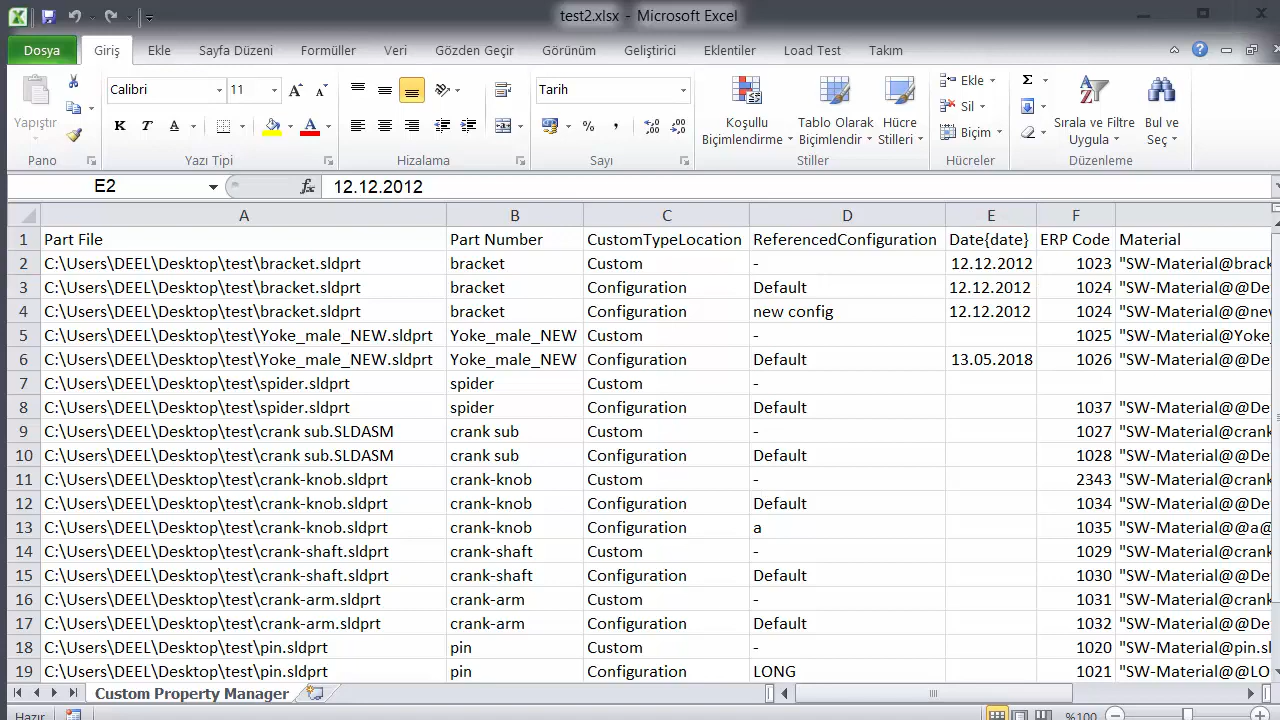 test2.xlsx - Microsoft Excel
Dosya Giriş Ekle Sayfa Düzeni Formüller Veri Gözden Geçir Görünüm Geliştirici Eklentiler Load Test Takım
Yapıştır
Calibri 11
K T A
Tarih
%
Koşullu Biçimlendirme
Tablo Olarak Biçimlendir
Hücre Stilleri
Ekle
Sil
Biçim
Σ
Sırala ve Filtre Uygula
Bul ve Seç
Pano Yazı Tipi Hizalama Sayı Stiller Hücreler Düzenleme
E2 fx 12.12.2012
A B C D E F
1 Part File Part Number CustomTypeLocation ReferencedConfiguration Date{date} ERP Code Material
2 C:\Users\DEEL\Desktop\test\bracket.sldprt bracket Custom - 12.12.2012 1023 "SW-Material@brack
3 C:\Users\DEEL\Desktop\test\bracket.sldprt bracket Configuration Default 12.12.2012 1024 "SW-Material@@De
4 C:\Users\DEEL\Desktop\test\bracket.sldprt bracket Configuration new config 12.12.2012 1024 "SW-Material@@new
5 C:\Users\DEEL\Desktop\test\Yoke_male_NEW.sldprt Yoke_male_NEW Custom - 1025 "SW-Material@Yoke_
6 C:\Users\DEEL\Desktop\test\Yoke_male_NEW.sldprt Yoke_male_NEW Configuration Default 13.05.2018 1026 "SW-Material@@De
7 C:\Users\DEEL\Desktop\test\spider.sldprt spider Custom -
8 C:\Users\DEEL\Desktop\test\spider.sldprt spider Configuration Default 1037 "SW-Material@@De
9 C:\Users\DEEL\Desktop\test\crank sub.SLDASM crank sub Custom - 1027 "SW-Material@crank
10 C:\Users\DEEL\Desktop\test\crank sub.SLDASM crank sub Configuration Default 1028 "SW-Material@@De
11 C:\Users\DEEL\Desktop\test\crank-knob.sldprt crank-knob Custom - 2343 "SW-Material@crank
12 C:\Users\DEEL\Desktop\test\crank-knob.sldprt crank-knob Configuration Default 1034 "SW-Material@@De
13 C:\Users\DEEL\Desktop\test\crank-knob.sldprt crank-knob Configuration a 1035 "SW-Material@@a@
14 C:\Users\DEEL\Desktop\test\crank-shaft.sldprt crank-shaft Custom - 1029 "SW-Material@crank
15 C:\Users\DEEL\Desktop\test\crank-shaft.sldprt crank-shaft Configuration Default 1030 "SW-Material@@De
16 C:\Users\DEEL\Desktop\test\crank-arm.sldprt crank-arm Custom - 1031 "SW-Material@crank
17 C:\Users\DEEL\Desktop\test\crank-arm.sldprt crank-arm Configuration Default 1032 "SW-Material@@De
18 C:\Users\DEEL\Desktop\test\pin.sldprt pin Custom - 1020 "SW-Material@pin.sl
19 C:\Users\DEEL\Desktop\test\pin.sldprt pin Configuration LONG 1021 "SW-Material@@LO
Custom Property Manager
Hazır %100